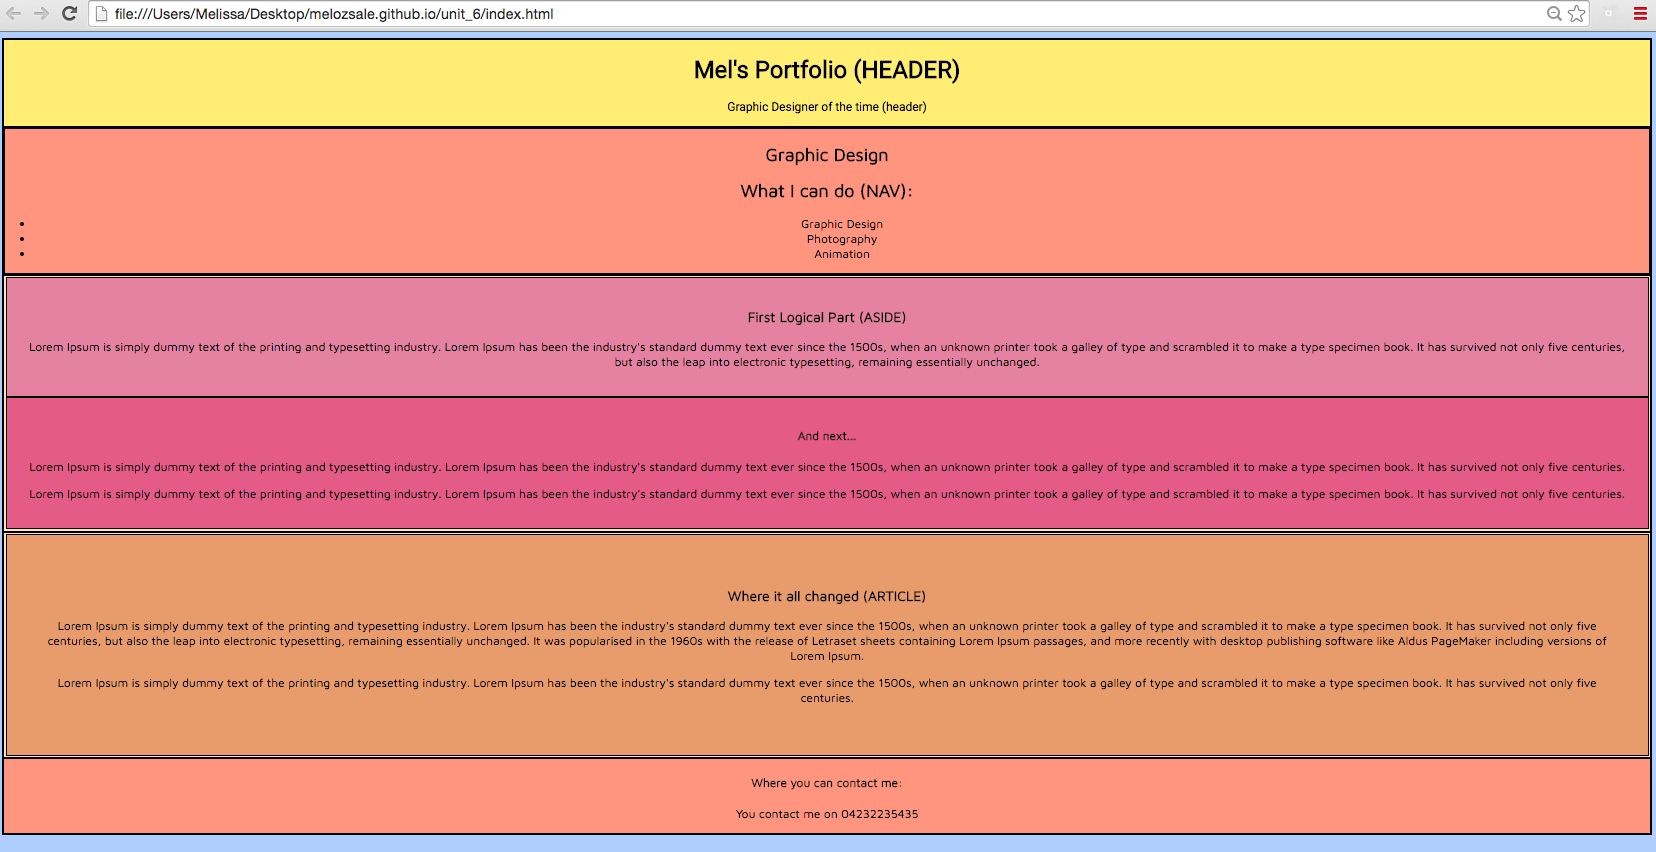 file:///Users/Melissa/Desktop/melozsale.github.io/unit_6/index.html
Mel's Portfolio (HEADER)
Graphic Designer of the time (header)
Graphic Design
What I can do (NAV):
Graphic Design
Photography
Animation
First Logical Part (ASIDE)
Lorem Ipsum is simply dummy text of the printing and typesetting industry. Lorem Ipsum has been the industry's standard dummy text ever since the 1500s, when an unknown printer took a galley of type and scrambled it to make a type specimen book. It has survived not only five centuries,
but also the leap into electronic typesetting, remaining essentially unchanged.
And next...
Lorem Ipsum is simply dummy text of the printing and typesetting industry. Lorem Ipsum has been the industry's standard dummy text ever since the 1500s, when an unknown printer took a galley of type and scrambled it to make a type specimen book. It has survived not only five centuries.
Lorem Ipsum is simply dummy text of the printing and typesetting industry. Lorem Ipsum has been the industry's standard dummy text ever since the 1500s, when an unknown printer took a galley of type and scrambled it to make a type specimen book. It has survived not only five centuries.
Where it all changed (ARTICLE)
Lorem Ipsum is simply dummy text of the printing and typesetting industry. Lorem Ipsum has been the industry's standard dummy text ever since the 1500s, when an unknown printer took a galley of type and scrambled it to make a type specimen book. It has survived not only five
centuries, but also the leap into electronic typesetting, remaining essentially unchanged. It was popularised in the 1960s with the release of Letraset sheets containing Lorem Ipsum passages, and more recently with desktop publishing software like Aldus PageMaker including versions of
Lorem Ipsum.
Lorem Ipsum is simply dummy text of the printing and typesetting industry. Lorem Ipsum has been the industry's standard dummy text ever since the 1500s, when an unknown printer took a galley of type and scrambled it to make a type specimen book. It has survived not only five
centuries.
Where you can contact me:
You contact me on 04232235435